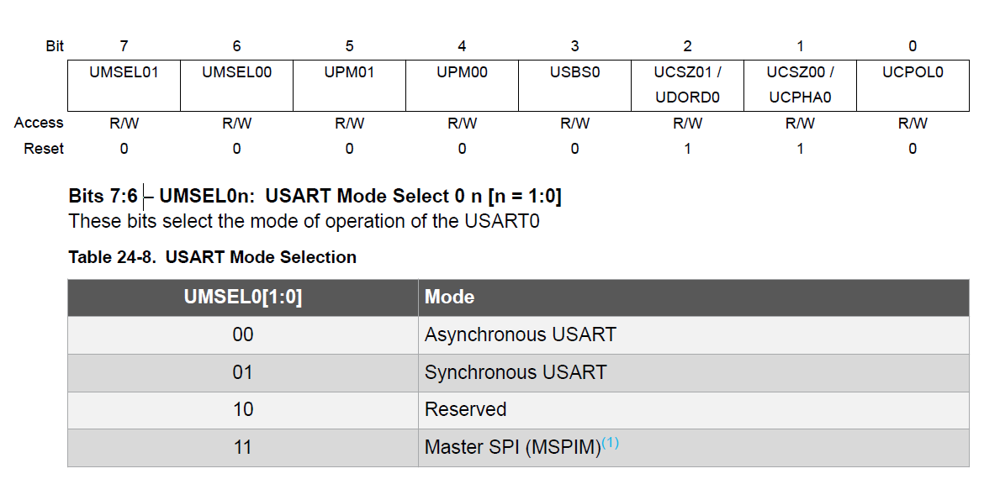 Bit 7 6 5 4 3 2 1 0
UMSEL01 UMSEL00 UPM01 UPM00 USBS0 UCSZ01 / UCSZ00 / UCPOL0
UDORD0 UCPHA0
Access R/W R/W R/W R/W R/W R/W R/W R/W
Reset 0 0 0 0 0 1 1 0
Bits 7:6 – UMSEL0n: USART Mode Select 0 n [n = 1:0]
These bits select the mode of operation of the USART0
Table 24-8. USART Mode Selection
UMSEL0[1:0] Mode
00 Asynchronous USART
01 Synchronous USART
10 Reserved
11 Master SPI (MSPIM)(1)